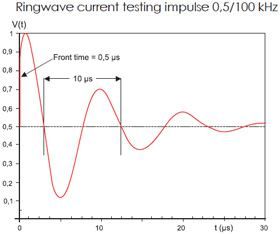 Ringwave current testing impulse 0,5/100 kHz
V(t)
1
0,9
0,8
Front time = 0,5 µs
0,7
10 µs
0,6
0,5
0,4
0,3
0,2
0,1
0
10
20
t (µs)
30